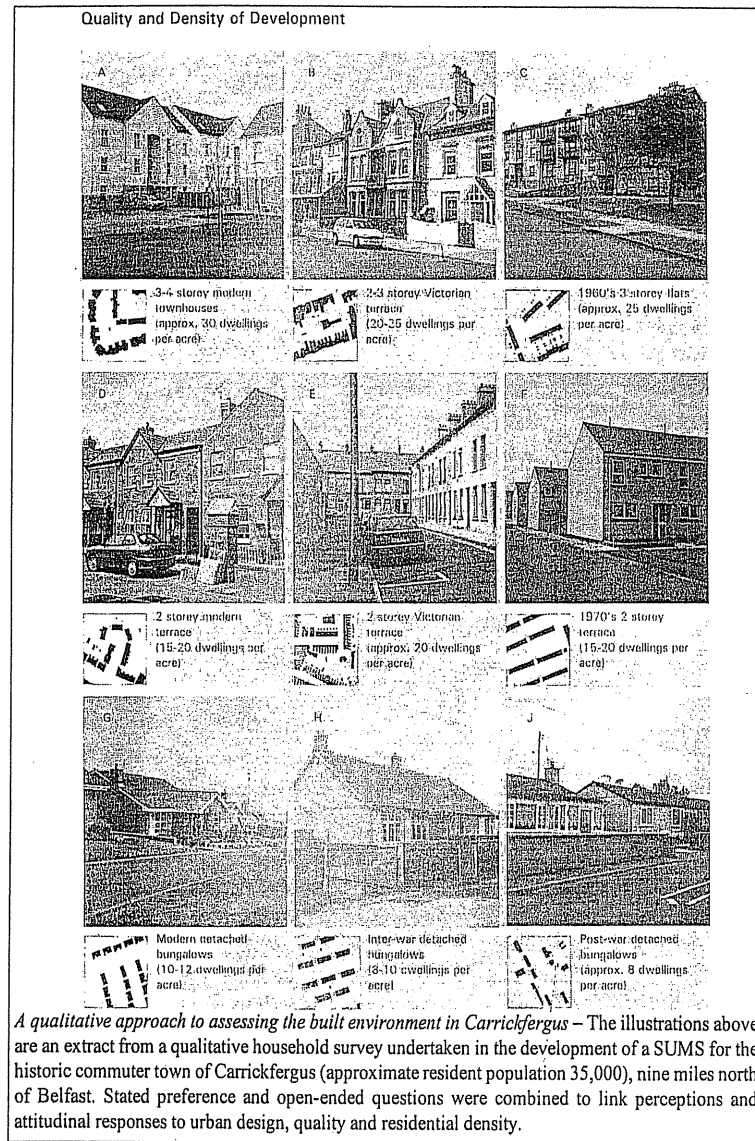 Quality and Density of Development
A
B
C
3-4 storey modern
townhouses
(approx. 30 dwellings
per acre)
2-3 storey Victorian
terrace
(20-25 dwellings per
acre)
1960's 3 storey flats
(approx. 25 dwellings
per acre)
D
E
F
2 storey modern
terrace
(15-20 dwellings per
acre)
2 storey Victorian
terrace
(approx. 20 dwellings
per acre)
1970's 2 storey
terrace
(15-20 dwellings per
acre)
G
H
J
Modern detached
bungalows
(10-12 dwellings per
acre)
Inter-war detached
bungalows
(8-10 dwellings per
acre)
Post-war detached
bungalows
(approx. 8 dwellings
per acre)
A qualitative approach to assessing the built environment in Carrickfergus – The illustrations above
are an extract from a qualitative household survey undertaken in the development of a SUMS for the
historic commuter town of Carrickfergus (approximate resident population 35,000), nine miles north
of Belfast. Stated preference and open-ended questions were combined to link perceptions and
attitudinal responses to urban design, quality and residential density.